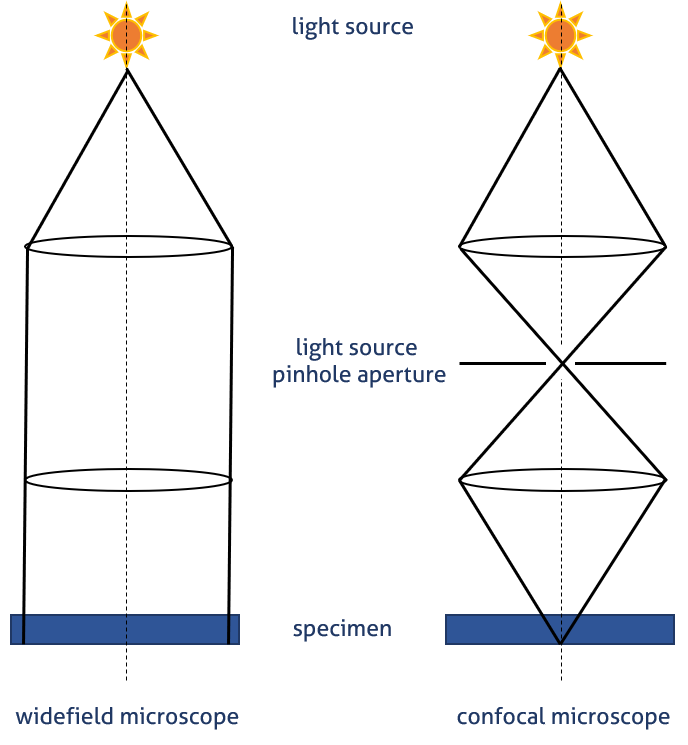 light source
light source
pinhole aperture
specimen
widefield microscope
confocal microscope